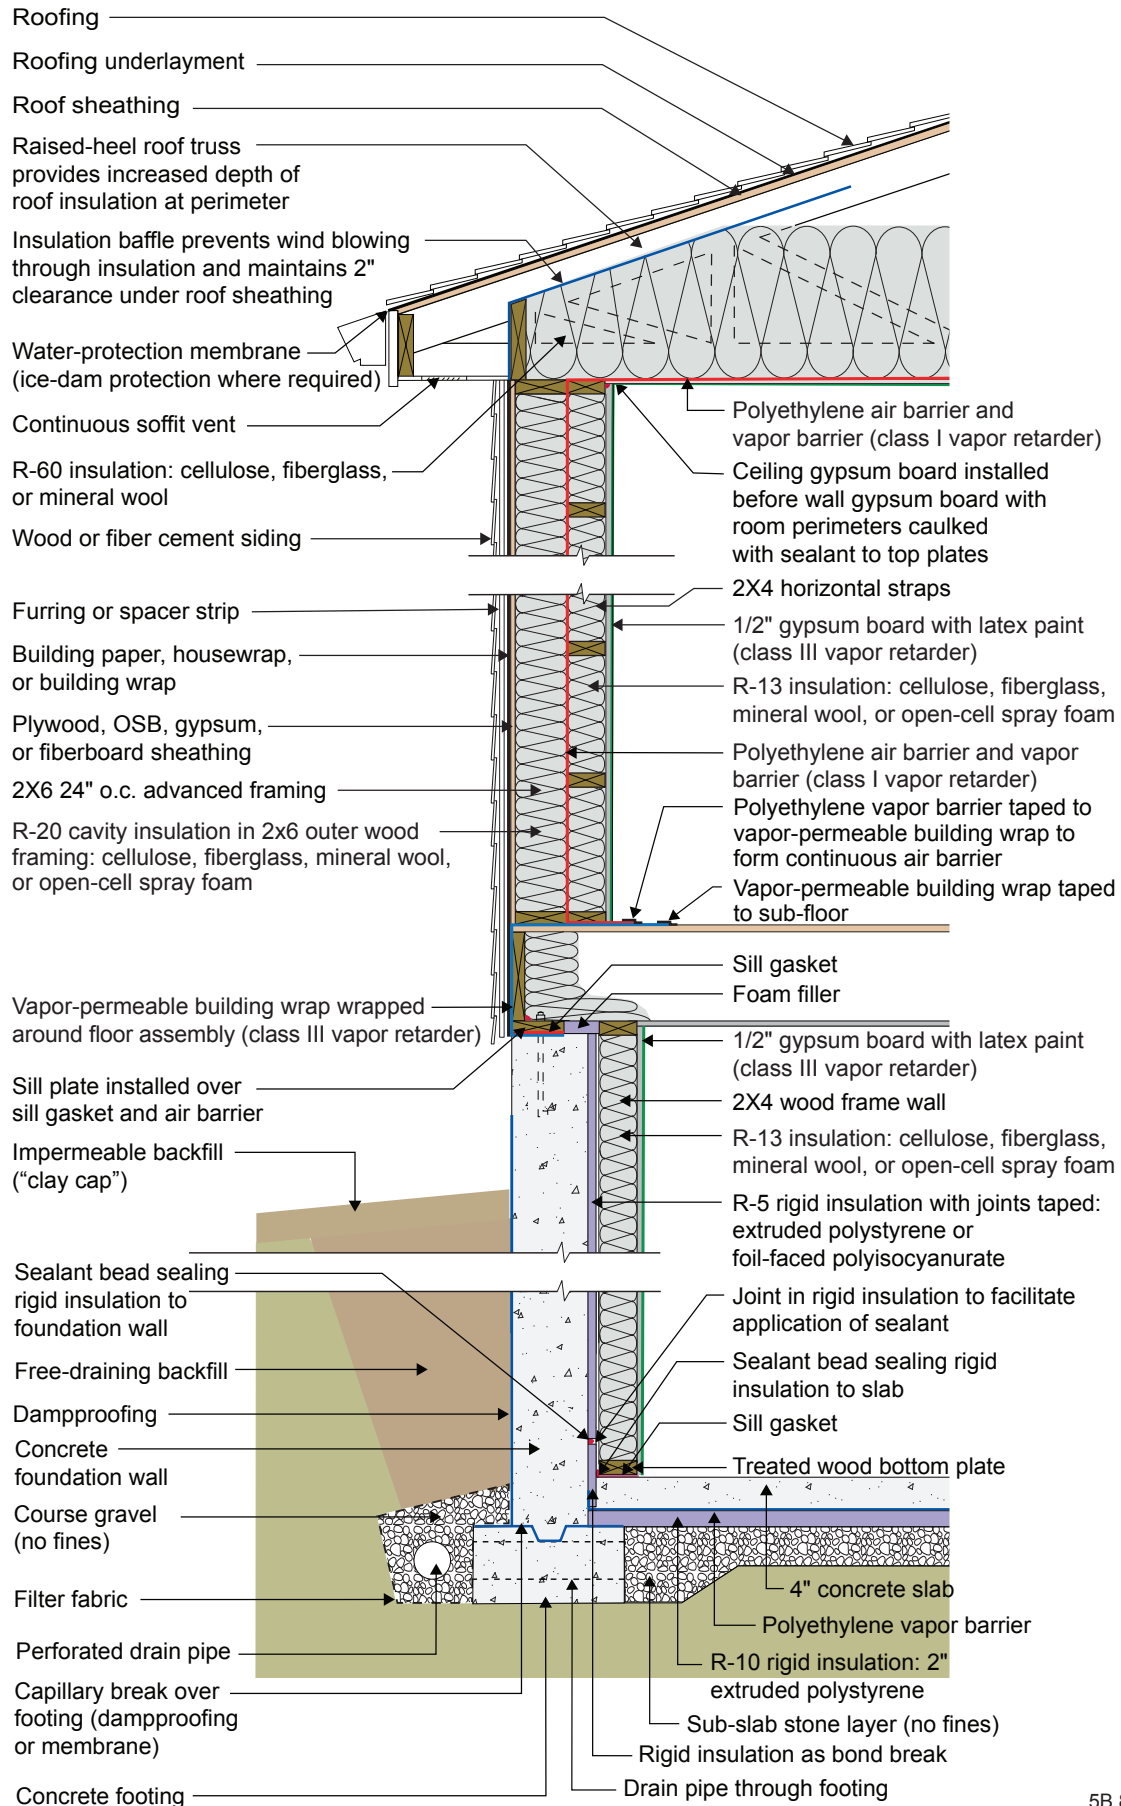 Roofing
Roofing underlayment
Roof sheathing
Raised-heel roof truss
provides increased depth of
roof insulation at perimeter
Insulation baffle prevents wind blowing
through insulation and maintains 2"
clearance under roof sheathing
Water-protection membrane
(ice-dam protection where required)
Continuous soffit vent
R-60 insulation: cellulose, fiberglass,
or mineral wool
Wood or fiber cement siding
Furring or spacer strip
Building paper, housewrap,
or building wrap
Plywood, OSB, gypsum,
or fiberboard sheathing
2X6 24" o.c. advanced framing
R-20 cavity insulation in 2x6 outer wood
framing: cellulose, fiberglass, mineral wool,
or open-cell spray foam
Vapor-permeable building wrap wrapped
around floor assembly (class III vapor retarder)
Sill plate installed over
sill gasket and air barrier
Impermeable backfill
(“clay cap”)
Sealant bead sealing
rigid insulation to
foundation wall
Free-draining backfill
Dampproofing
Concrete
foundation wall
Course gravel
(no fines)
Filter fabric
Perforated drain pipe
Capillary break over
footing (dampproofing
or membrane)
Concrete footing
Polyethylene air barrier and
vapor barrier (class I vapor retarder)
Ceiling gypsum board installed
before wall gypsum board with
room perimeters caulked
with sealant to top plates
2X4 horizontal straps
1/2" gypsum board with latex paint
(class III vapor retarder)
R-13 insulation: cellulose, fiberglass,
mineral wool, or open-cell spray foam
Polyethylene air barrier and vapor
barrier (class I vapor retarder)
Polyethylene vapor barrier taped to
vapor-permeable building wrap to
form continuous air barrier
Vapor-permeable building wrap taped
to sub-floor
Sill gasket
Foam filler
1/2" gypsum board with latex paint
(class III vapor retarder)
2X4 wood frame wall
R-13 insulation: cellulose, fiberglass,
mineral wool, or open-cell spray foam
R-5 rigid insulation with joints taped:
extruded polystyrene or
foil-faced polyisocyanurate
Joint in rigid insulation to facilitate
application of sealant
Sealant bead sealing rigid
insulation to slab
Sill gasket
Treated wood bottom plate
4" concrete slab
Polyethylene vapor barrier
R-10 rigid insulation: 2"
extruded polystyrene
Sub-slab stone layer (no fines)
Rigid insulation as bond break
Drain pipe through footing
5B